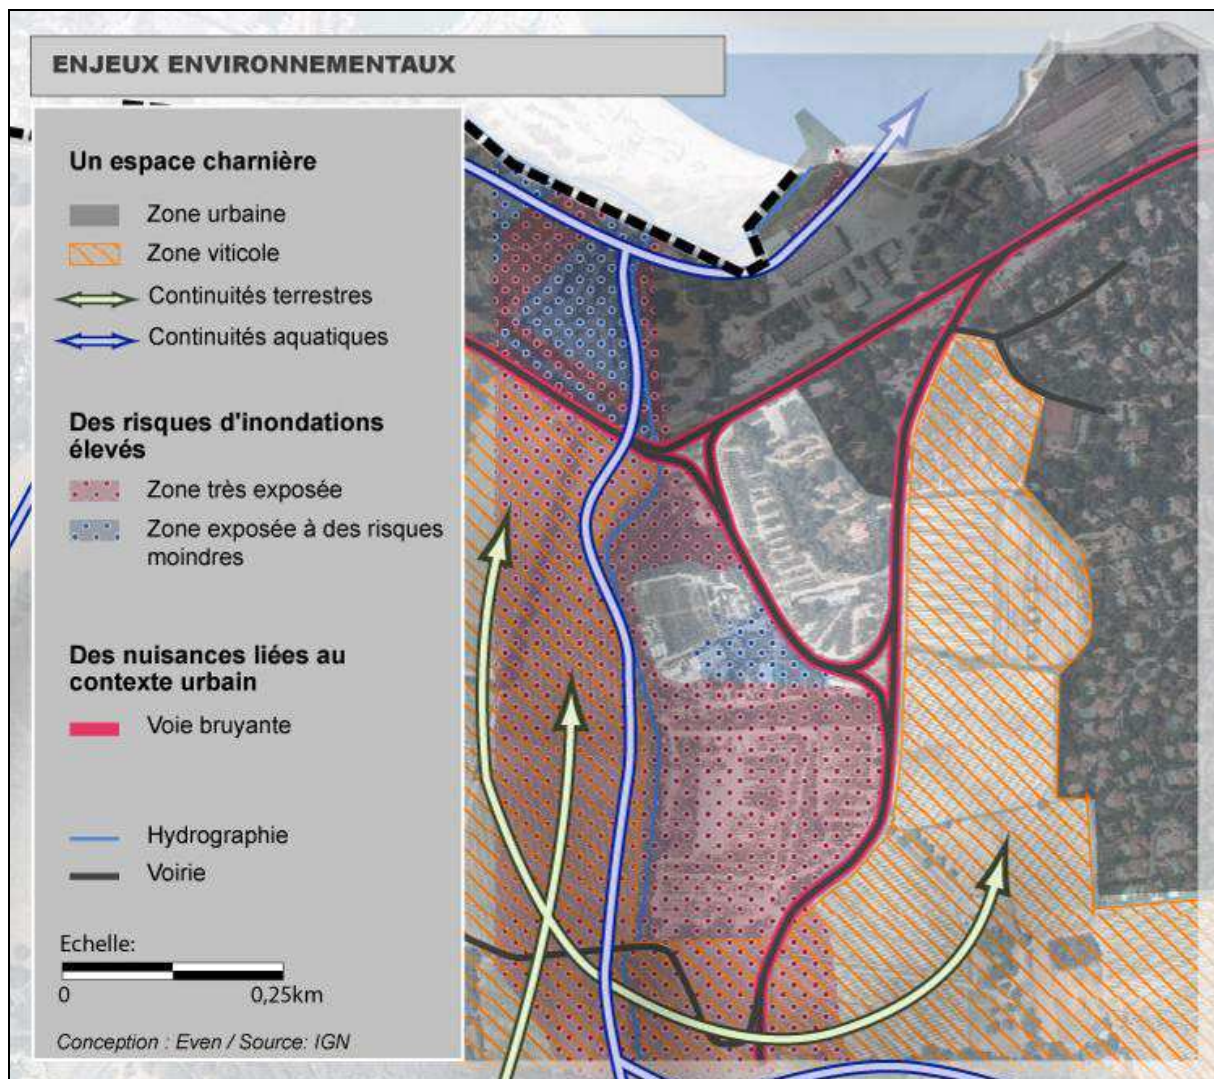 ENJEUX ENVIRONNEMENTAUX
Un espace charnière
Zone urbaine
Zone viticole
Continuités terrestres
Continuités aquatiques
Des risques d'inondations
élevés
Zone très exposée
Zone exposée à des risques
moindres
Des nuisances liées au
contexte urbain
Voie bruyante
Hydrographie
Voirie
Echelle:
0 0,25km
Conception : Even / Source: IGN